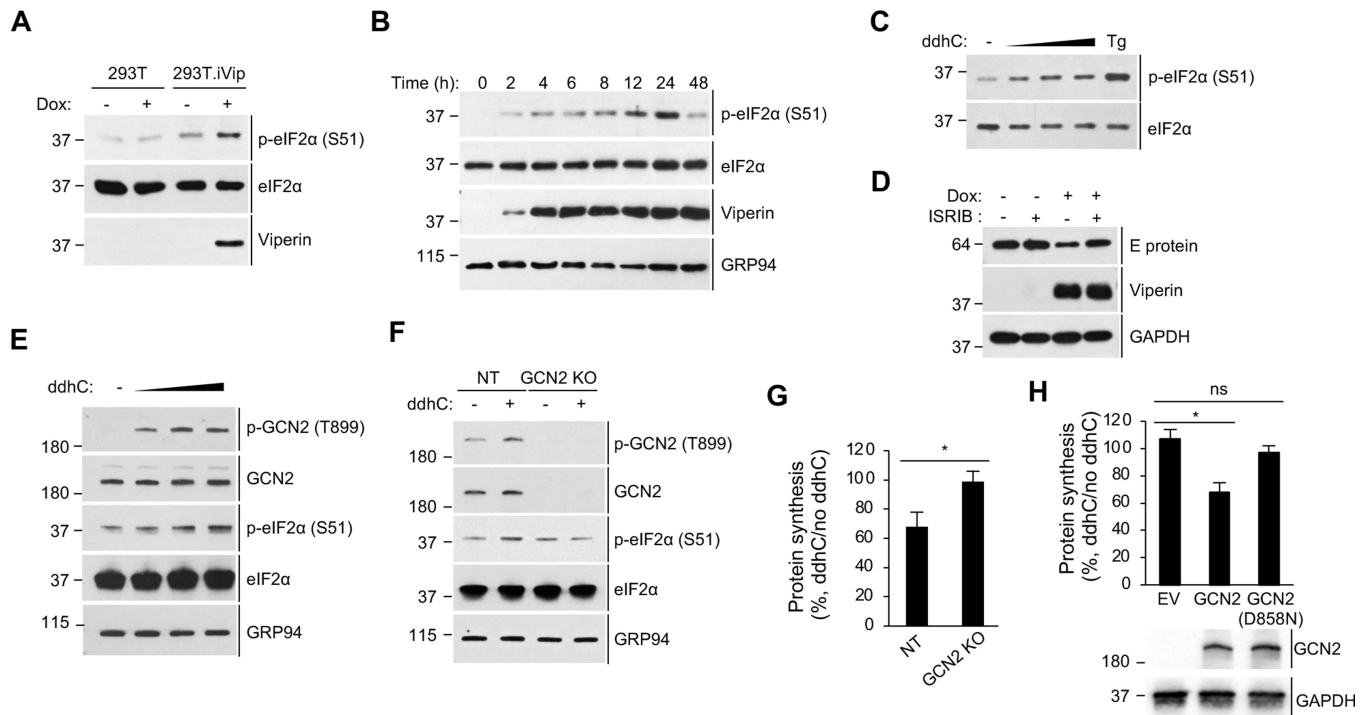 A
293T 293T.iVip
Dox: - + - +
37 p-eIF2α (S51)
37 eIF2α
37 Viperin
B
Time (h): 0 2 4 6 8 12 24 48
37 p-eIF2α (S51)
37 eIF2α
37 Viperin
115 GRP94
C
ddhC: - Tg
37 p-eIF2α (S51)
37 eIF2α
D
Dox: - - + +
ISRIB : - + - +
64 E protein
37 Viperin
37 GAPDH
E
ddhC: -
180 p-GCN2 (T899)
180 GCN2
37 p-eIF2α (S51)
37 eIF2α
115 GRP94
F
NT GCN2 KO
ddhC: - + - +
180 p-GCN2 (T899)
180 GCN2
37 p-eIF2α (S51)
37 eIF2α
115 GRP94
G
Protein synthesis
(%, ddhC/no ddhC)
*
120
100
80
60
40
20
0
NT
GCN2 KO
H
ns
*
Protein synthesis
(%, ddhC/no ddhC)
120
100
80
60
40
20
0
EV GCN2 GCN2
(D858N)
180 GCN2
37 GAPDH